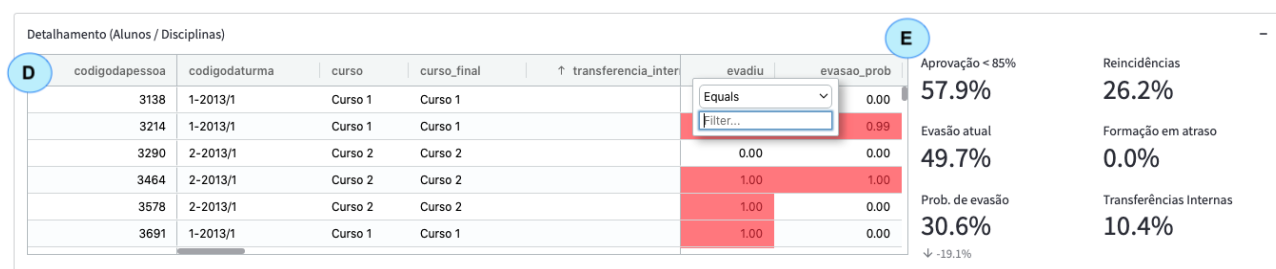 Detalhamento (Alunos / Disciplinas)
–
D
codigodapessoa codigodaturma curso curso_final ↑ transferencia_inter evadiu evasao_prob
3138 1-2013/1 Curso 1 Curso 1 0.00
3214 1-2013/1 Curso 1 Curso 1 0.99
3290 2-2013/1 Curso 2 Curso 2 0.00 0.00
3464 2-2013/1 Curso 2 Curso 2 1.00 1.00
3578 2-2013/1 Curso 2 Curso 2 1.00 0.00
3691 1-2013/1 Curso 1 Curso 1 1.00 0.00
Equals
Filter...
E
Aprovação < 85%
57.9%
Reincidências
26.2%
Evasão atual
49.7%
Formação em atraso
0.0%
Prob. de evasão
30.6%
↓ -19.1%
Transferências Internas
10.4%